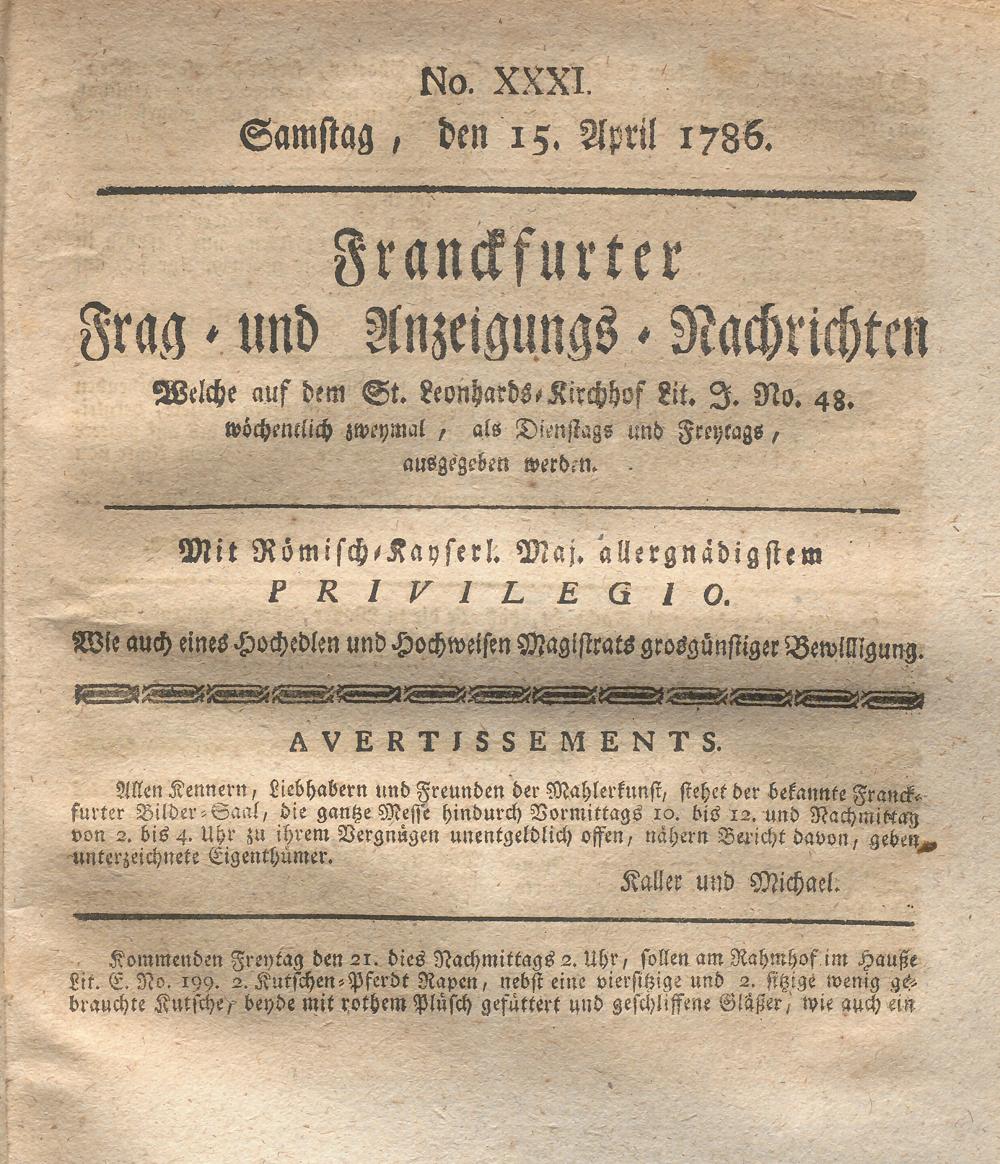 No. XXXI.
Samſtag, den 15. April 1786.
Franckfurter
Frag⸗und Anzeigungs⸗Nachrichten
Welche auf dem St. Leonhards⸗Kirchhof Lit. J. No. 48.
wöchentlich zweymal, als Dienſtags und Freytags,
ausgegeben werden.
Mit Römiſch⸗Kayſerl. Maj. allergnädigſtem
PRIVILEGIO.
Wie auch eines Hochedlen und Hochweiſen Magiſtrats grosgünſtiger Bewilligung.
AVERTISSEMENTS.
Allen Kennern, Liebhabern und Freunden der Mahlerkunſt, ſtehet der bekannte Franck⸗
furter Bilder⸗Saal, die gantze Meſſe hindurch Vormittags 10. bis 12. und Nachmittag
von 2. bis 4. Uhr zu ihrem Vergnügen unentgeldlich offen, nähern Bericht davon, geben
unterzeichnete Eigenthümer.
Kaller und Michael.
Kommenden Freytag den 21. dies Nachmittags 2. Uhr, ſollen am Rahmhof im Hauße
Lit. E. No. 199. 2. Kutſchen⸗Pferdt Rapen, nebſt eine vierſitzige und 2. ſitzige wenig ge⸗
brauchte Kutſche, beyde mit rothem Plüſch gefüttert und geſchliffene Gläßer, wie auch ein